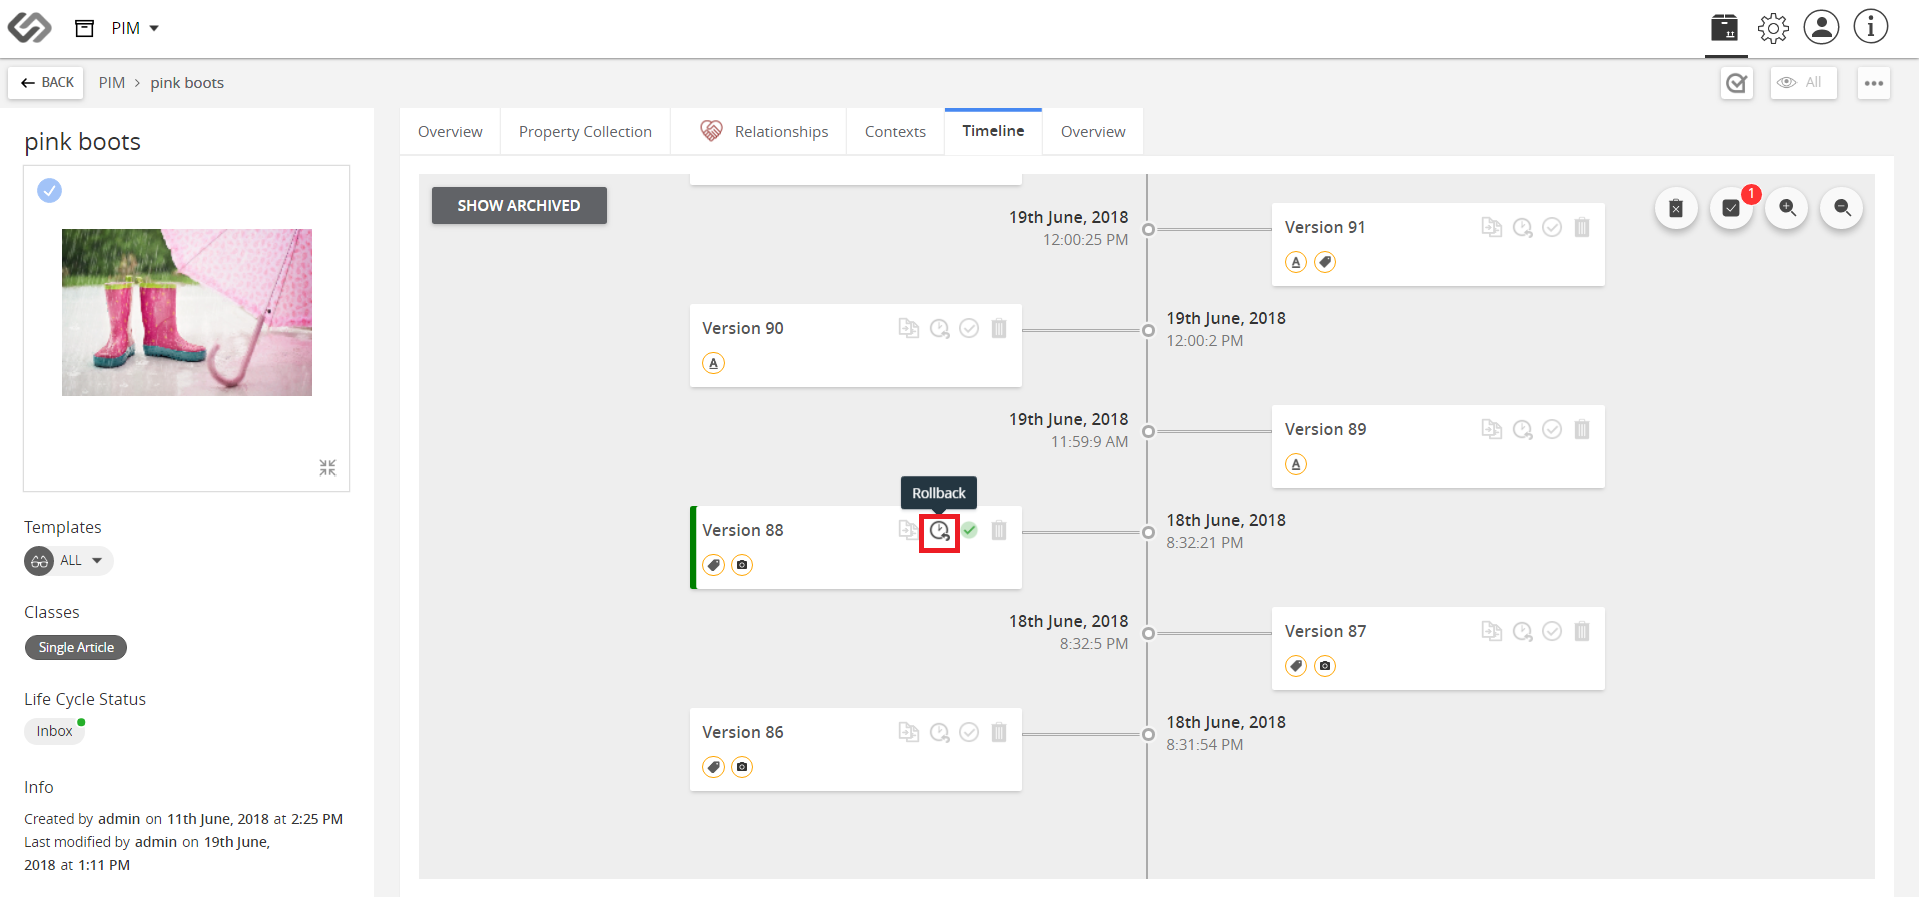 PIM
BACK
PIM > pink boots
All
pink boots
Templates
ALL
Classes
Single Article
Life Cycle Status
Inbox
Info
Created by admin on 11th June, 2018 at 2:25 PM
Last modified by admin on 19th June,
2018 at 1:11 PM
Overview
Property Collection
Relationships
Contexts
Timeline
Overview
SHOW ARCHIVED
1
19th June, 2018
12:00:25 PM
Version 91
A
Version 90
A
19th June, 2018
12:00:2 PM
19th June, 2018
11:59:9 AM
Version 89
A
Rollback
Version 88
18th June, 2018
8:32:21 PM
18th June, 2018
8:32:5 PM
Version 87
Version 86
18th June, 2018
8:31:54 PM